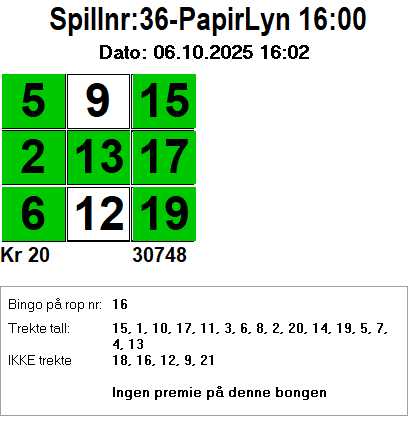 Spillnr:36-PapirLyn 16:00
Dato: 06.10.2025 16:02
5 9 15
2 13 17
6 12 19
Kr 20 30748
Bingo på rop nr: 16
Trekte tall: 15, 1, 10, 17, 11, 3, 6, 8, 2, 20, 14, 19, 5, 7,
4, 13
IKKE trekte 18, 16, 12, 9, 21
Ingen premie på denne bongen